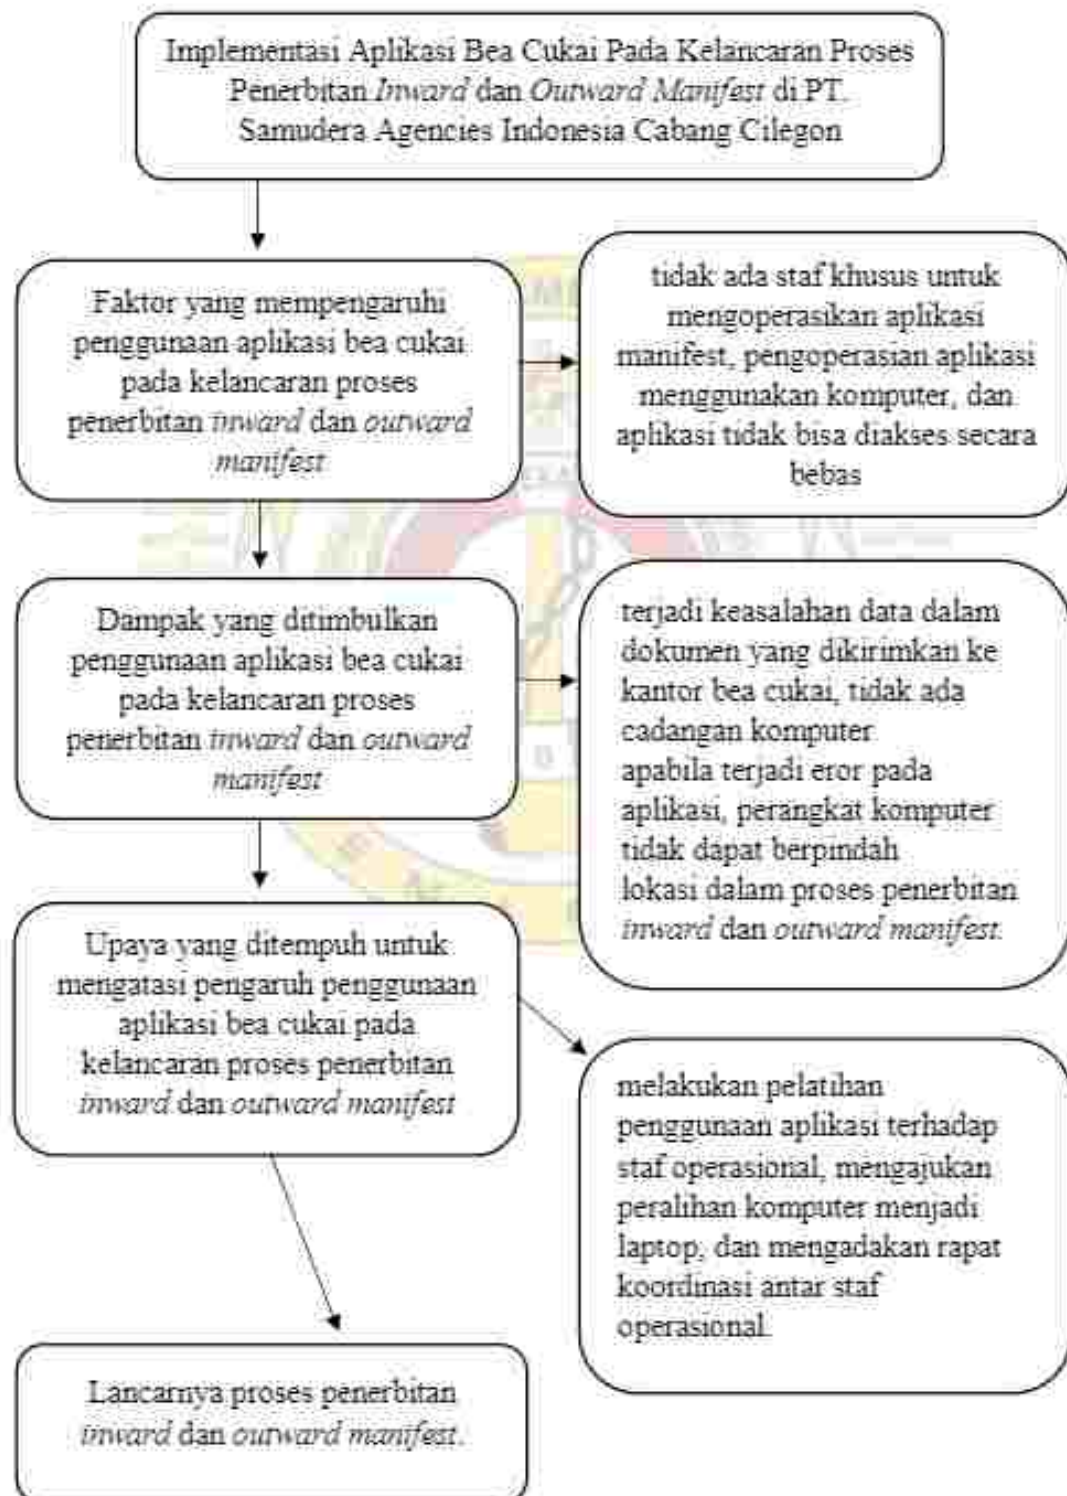 Implementasi Aplikasi Bea Cukai Pada Kelancaran Proses
Penerbitan Inward dan Outward Manifest di PT.
Samudera Agencies Indonesia Cabang Cilegon
Faktor yang mempengaruhi
penggunaan aplikasi bea cukai
pada kelancaran proses
penerbitan inward dan outward
manifest
tidak ada staf khusus untuk
mengoperasikan aplikasi
manifest, pengoperasian aplikasi
menggunakan komputer, dan
aplikasi tidak bisa diakses secara
bebas
Dampak yang ditimbulkan
penggunaan aplikasi bea cukai
pada kelancaran proses
penerbitan inward dan outward
manifest
terjadi keasalahan data dalam
dokumen yang dikirimkan ke
kantor bea cukai, tidak ada
cadangan komputer
apabila terjadi eror pada
aplikasi, perangkat komputer
tidak dapat berpindah
lokasi dalam proses penerbitan
inward dan outward manifest.
Upaya yang ditempuh untuk
mengatasi pengaruh penggunaan
aplikasi bea cukai pada
kelancaran proses penerbitan
inward dan outward manifest
melakukan pelatihan
penggunaan aplikasi terhadap
staf operasional, mengajukan
peralihan komputer menjadi
laptop, dan mengadakan rapat
koordinasi antar staf
operasional.
Lancarnya proses penerbitan
inward dan outward manifest.